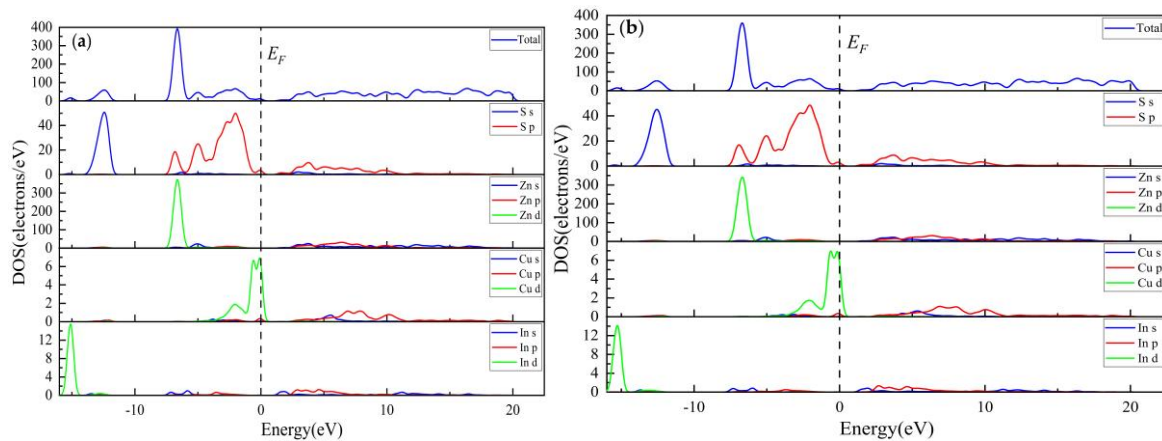 (a)
Total
E_F
400
300
200
100
0
S s
S p
40
20
0
Zn s
Zn p
Zn d
300
200
100
0
Cu s
Cu p
Cu d
6
4
2
0
In s
In p
In d
12
9
6
3
0
-10 0 10 20
Energy(eV)
DOS(electrons/eV)
(b)
Total
E_F
400
300
200
100
0
S s
S p
40
20
0
Zn s
Zn p
Zn d
300
200
100
0
Cu s
Cu p
Cu d
6
4
2
0
In s
In p
In d
12
8
4
0
-10 0 10 20
Energy(eV)
DOS(electrons/eV)